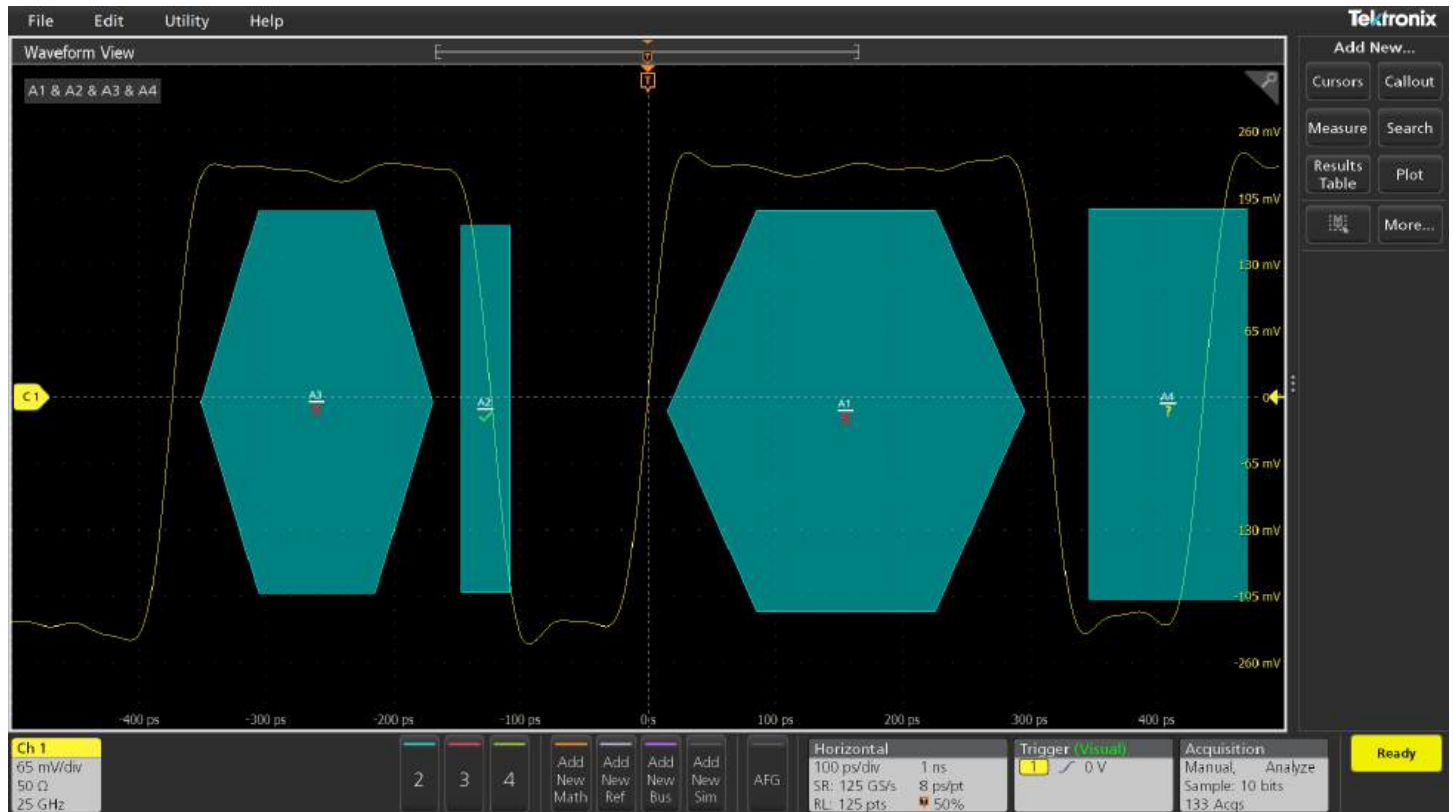 File Edit Utility Help
Tektronix
Waveform View
T
T
Add New...
A1 & A2 & A3 & A4
Cursors Callout
260 mV
Measure Search
Results Table Plot
195 mV
More...
130 mV
65 mV
C1
A3
A2
A1
A4
?
0
-65 mV
-130 mV
-195 mV
-260 mV
-400 ps -300 ps -200 ps -100 ps 0s 100 ps 200 ps 300 ps 400 ps
Ch 1
65 mV/div
50 Ω
25 GHz
2 3 4
Add New Math
Add New Ref
Add New Bus
Add New Sim
AFG
Horizontal
100 ps/div 1 ns
SR: 125 GS/s 8 ps/pt
RL: 125 pts 50%
Trigger (Visual)
1 0 V
Acquisition
Manual, Analyze
Sample: 10 bits
133 Acqs
Ready